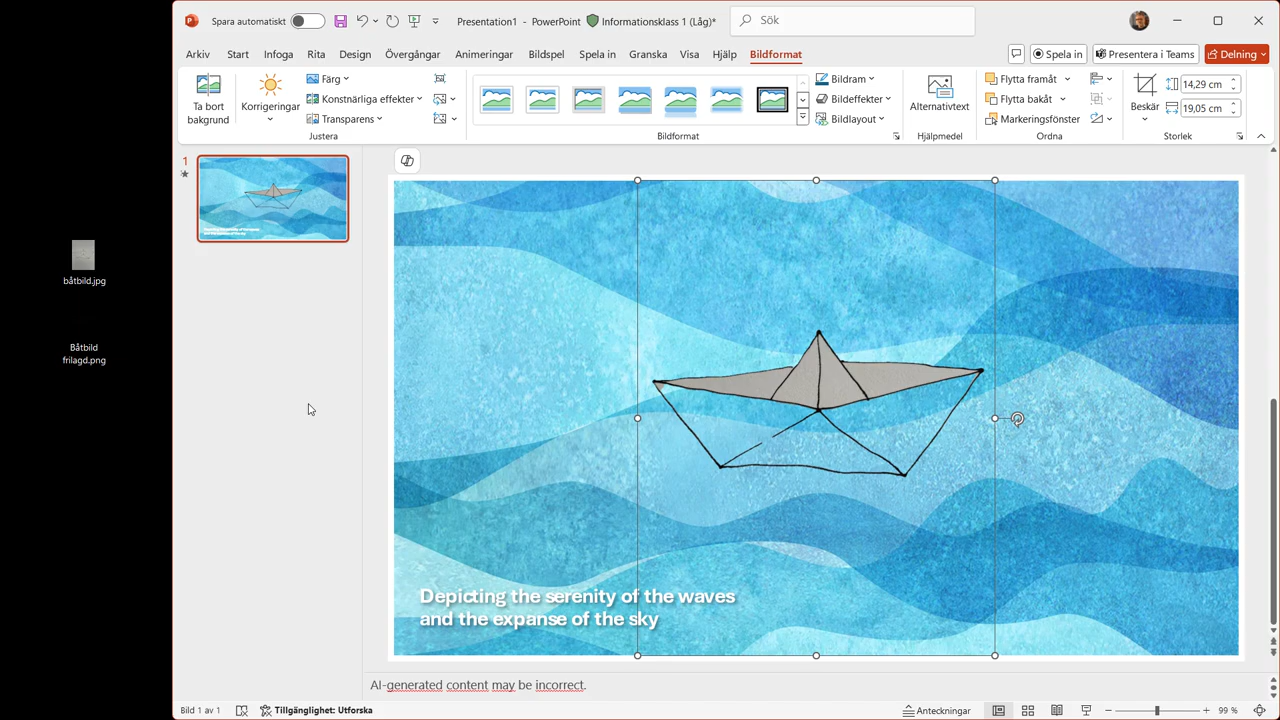 Spara automatiskt
Presentation1 - PowerPoint
Informationsklass 1 (Låg)*
Sök
Arkiv Start Infoga Rita Design Övergångar Animeringar Bildspel Spela in Granska Visa Hjälp Bildformat
Spela in
Presentera i Teams
Delning
Ta bort
bakgrund
Korrigeringar
Färg
Konstnärliga effekter
Transparens
Justera
Bildformat
Bildram
Bildeffekter
Bildlayout
Alternativtext
Hjälpmedel
Flytta framåt
Flytta bakåt
Markeringsfönster
Ordna
Beskär
14,29 cm
19,05 cm
Storlek
1
båtbild.jpg
Båtbild
frilagd.png
Depicting the serenity of the waves
and the expanse of the sky
AI-generated content may be incorrect.
Bild 1 av 1
Tillgänglighet: Utforska
Anteckningar
99 %